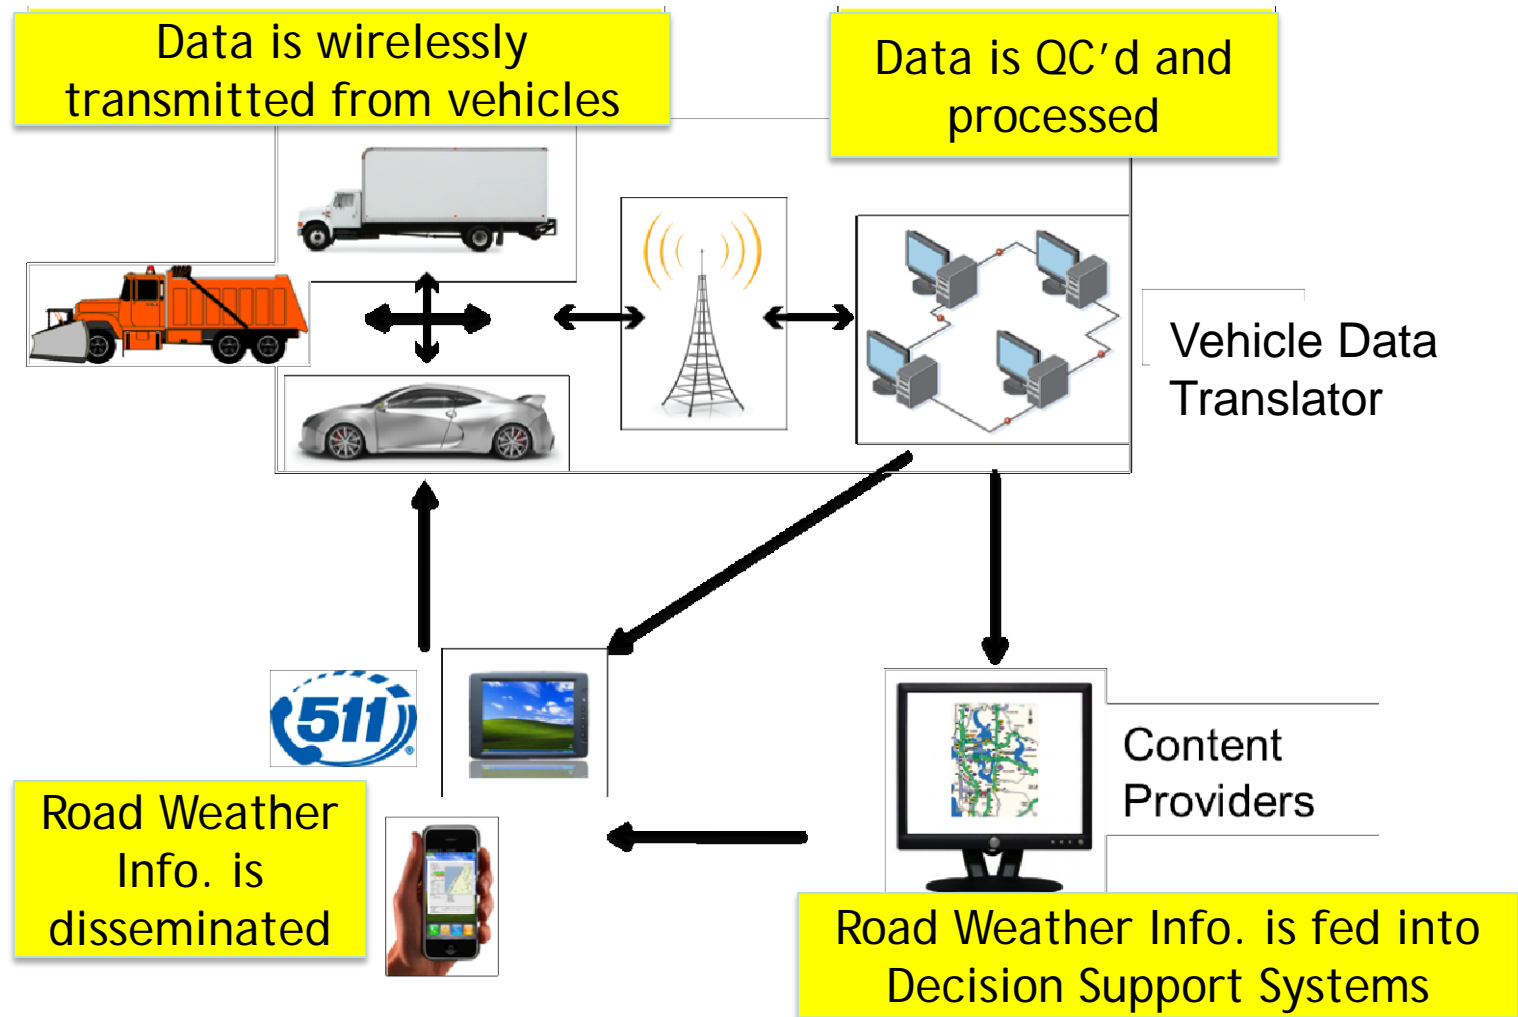 Data is wirelessly
transmitted from vehicles
Data is QC’d and
processed
Vehicle Data
Translator
511
Content
Providers
Road Weather
Info. is
disseminated
Road Weather Info. is fed into
Decision Support Systems